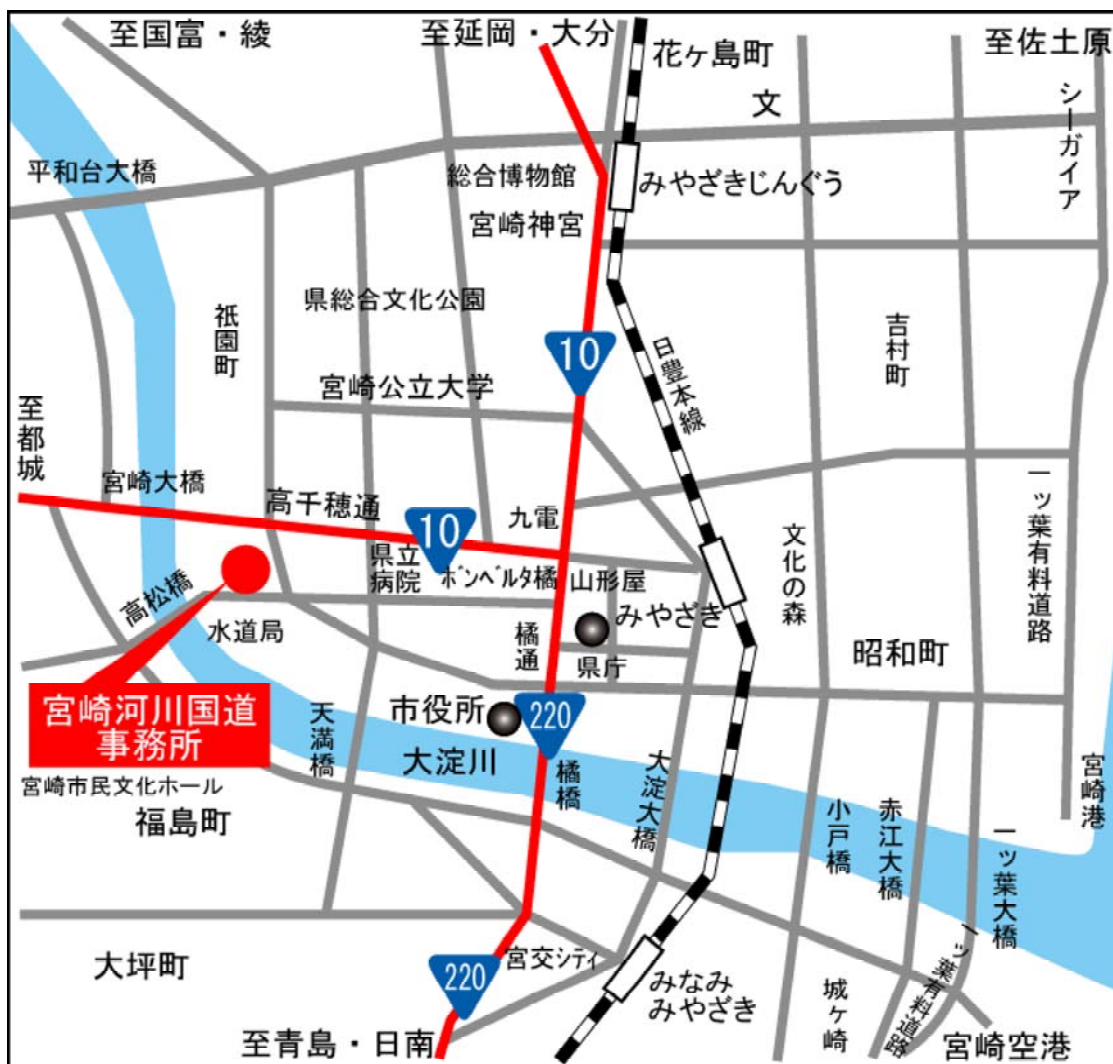 至国富・綾
至延岡・大分
花ヶ島町
至佐土原
文
シーガイア
平和台大橋
総合博物館
みやざきじんぐう
宮崎神宮
県総合文化公園
祇園町
10
日豊本線
吉村町
宮崎公立大学
至都城
宮崎大橋
高千穂通
10
九電
一ッ葉有料道路
文化の森
県立
病院
ボンベルタ橘
山形屋
高松橋
水道局
橘通
みやざき
県庁
昭和町
宮崎河川国道
事務所
天満橋
市役所
220
大淀川
橘橋
大淀大橋
宮崎港
宮崎市民文化ホール
福島町
小戸橋
赤江大橋
一ッ葉大橋
大坪町
220
宮交シティ
みなみ
みやざき
城ヶ崎
一ッ葉有料道路
至青島・日南
宮崎空港